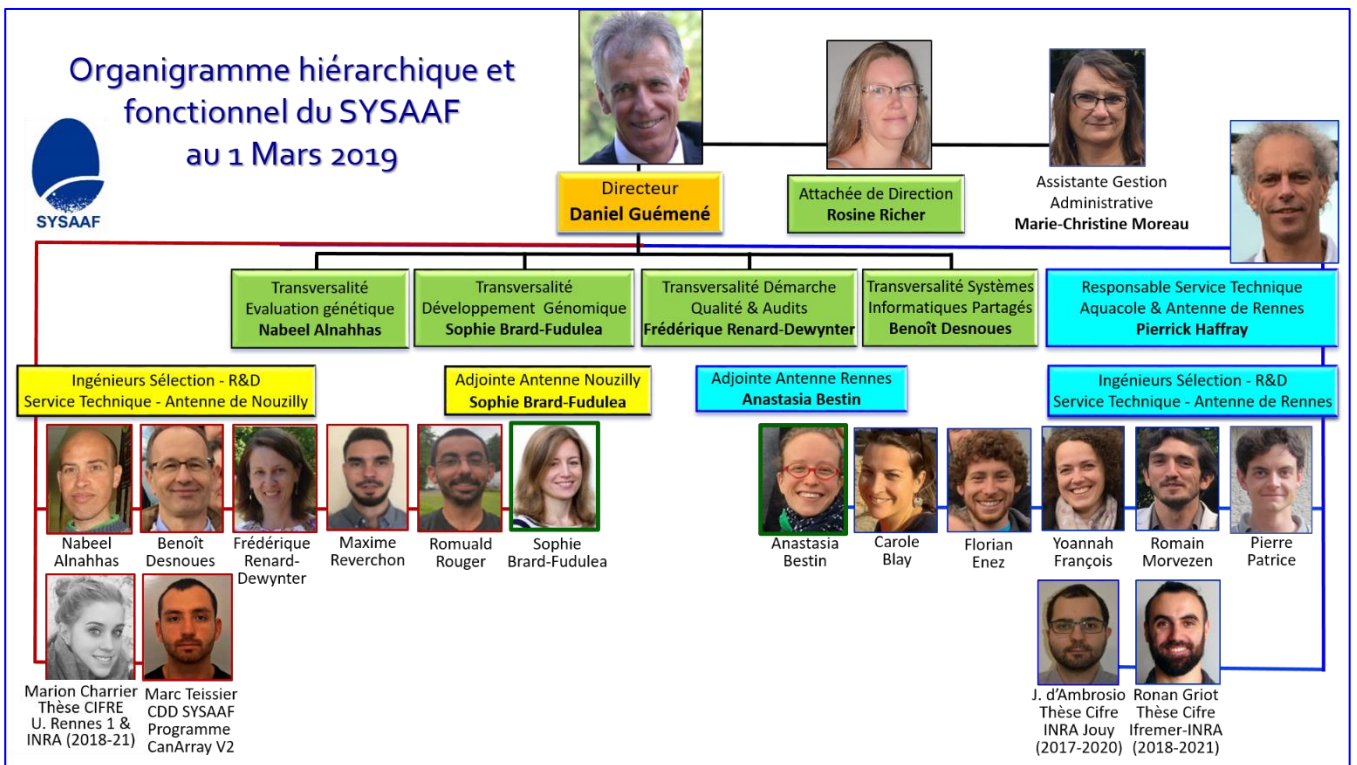 Organigramme hiérarchique et
fonctionnel du SYSAAF
au 1 Mars 2019
SYSAAF
Directeur
Daniel Guémené
Attachée de Direction
Rosine Richer
Assistante Gestion
Administrative
Marie-Christine Moreau
Transversalité
Evaluation génétique
Nabeel Alnahhas
Transversalité
Développement Génomique
Sophie Brard-Fudulea
Transversalité Démarche
Qualité & Audits
Frédérique Renard-Dewynter
Transversalité Systèmes
Informatiques Partagés
Benoît Desnoues
Responsable Service Technique
Aquacole & Antenne de Rennes
Pierrick Haffray
Ingénieurs Sélection - R&D
Service Technique - Antenne de Nouzilly
Adjointe Antenne Nouzilly
Sophie Brard-Fudulea
Adjointe Antenne Rennes
Anastasia Bestin
Ingénieurs Sélection - R&D
Service Technique - Antenne de Rennes
Nabeel
Alnahhas
Benoît
Desnoues
Frédérique
Renard-
Dewynter
Maxime
Reverchon
Romuald
Rouger
Sophie
Brard-Fudulea
Anastasia
Bestin
Carole
Blay
Florian
Enez
Yoannah
François
Romain
Morvezen
Pierre
Patrice
Marion Charrier
Thèse CIFRE
U. Rennes 1 &
INRA (2018-21)
Marc Teissier
CDD SYSAAF
Programme
CanArray V2
J. d'Ambrosio
Thèse Cifre
INRA Jouy
(2017-2020)
Ronan Griot
Thèse Cifre
Ifremer-INRA
(2018-2021)